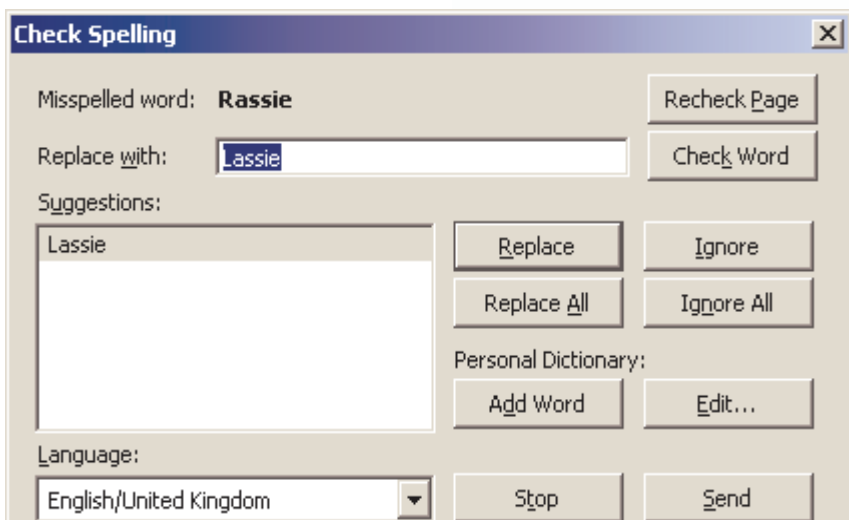 Check Spelling
Misspelled word: Rassie
Recheck Page
Replace with: Lassie
Check Word
Suggestions:
Lassie
Replace
Ignore
Replace All
Ignore All
Personal Dictionary:
Add Word
Edit...
Language:
English/United Kingdom
Stop
Send